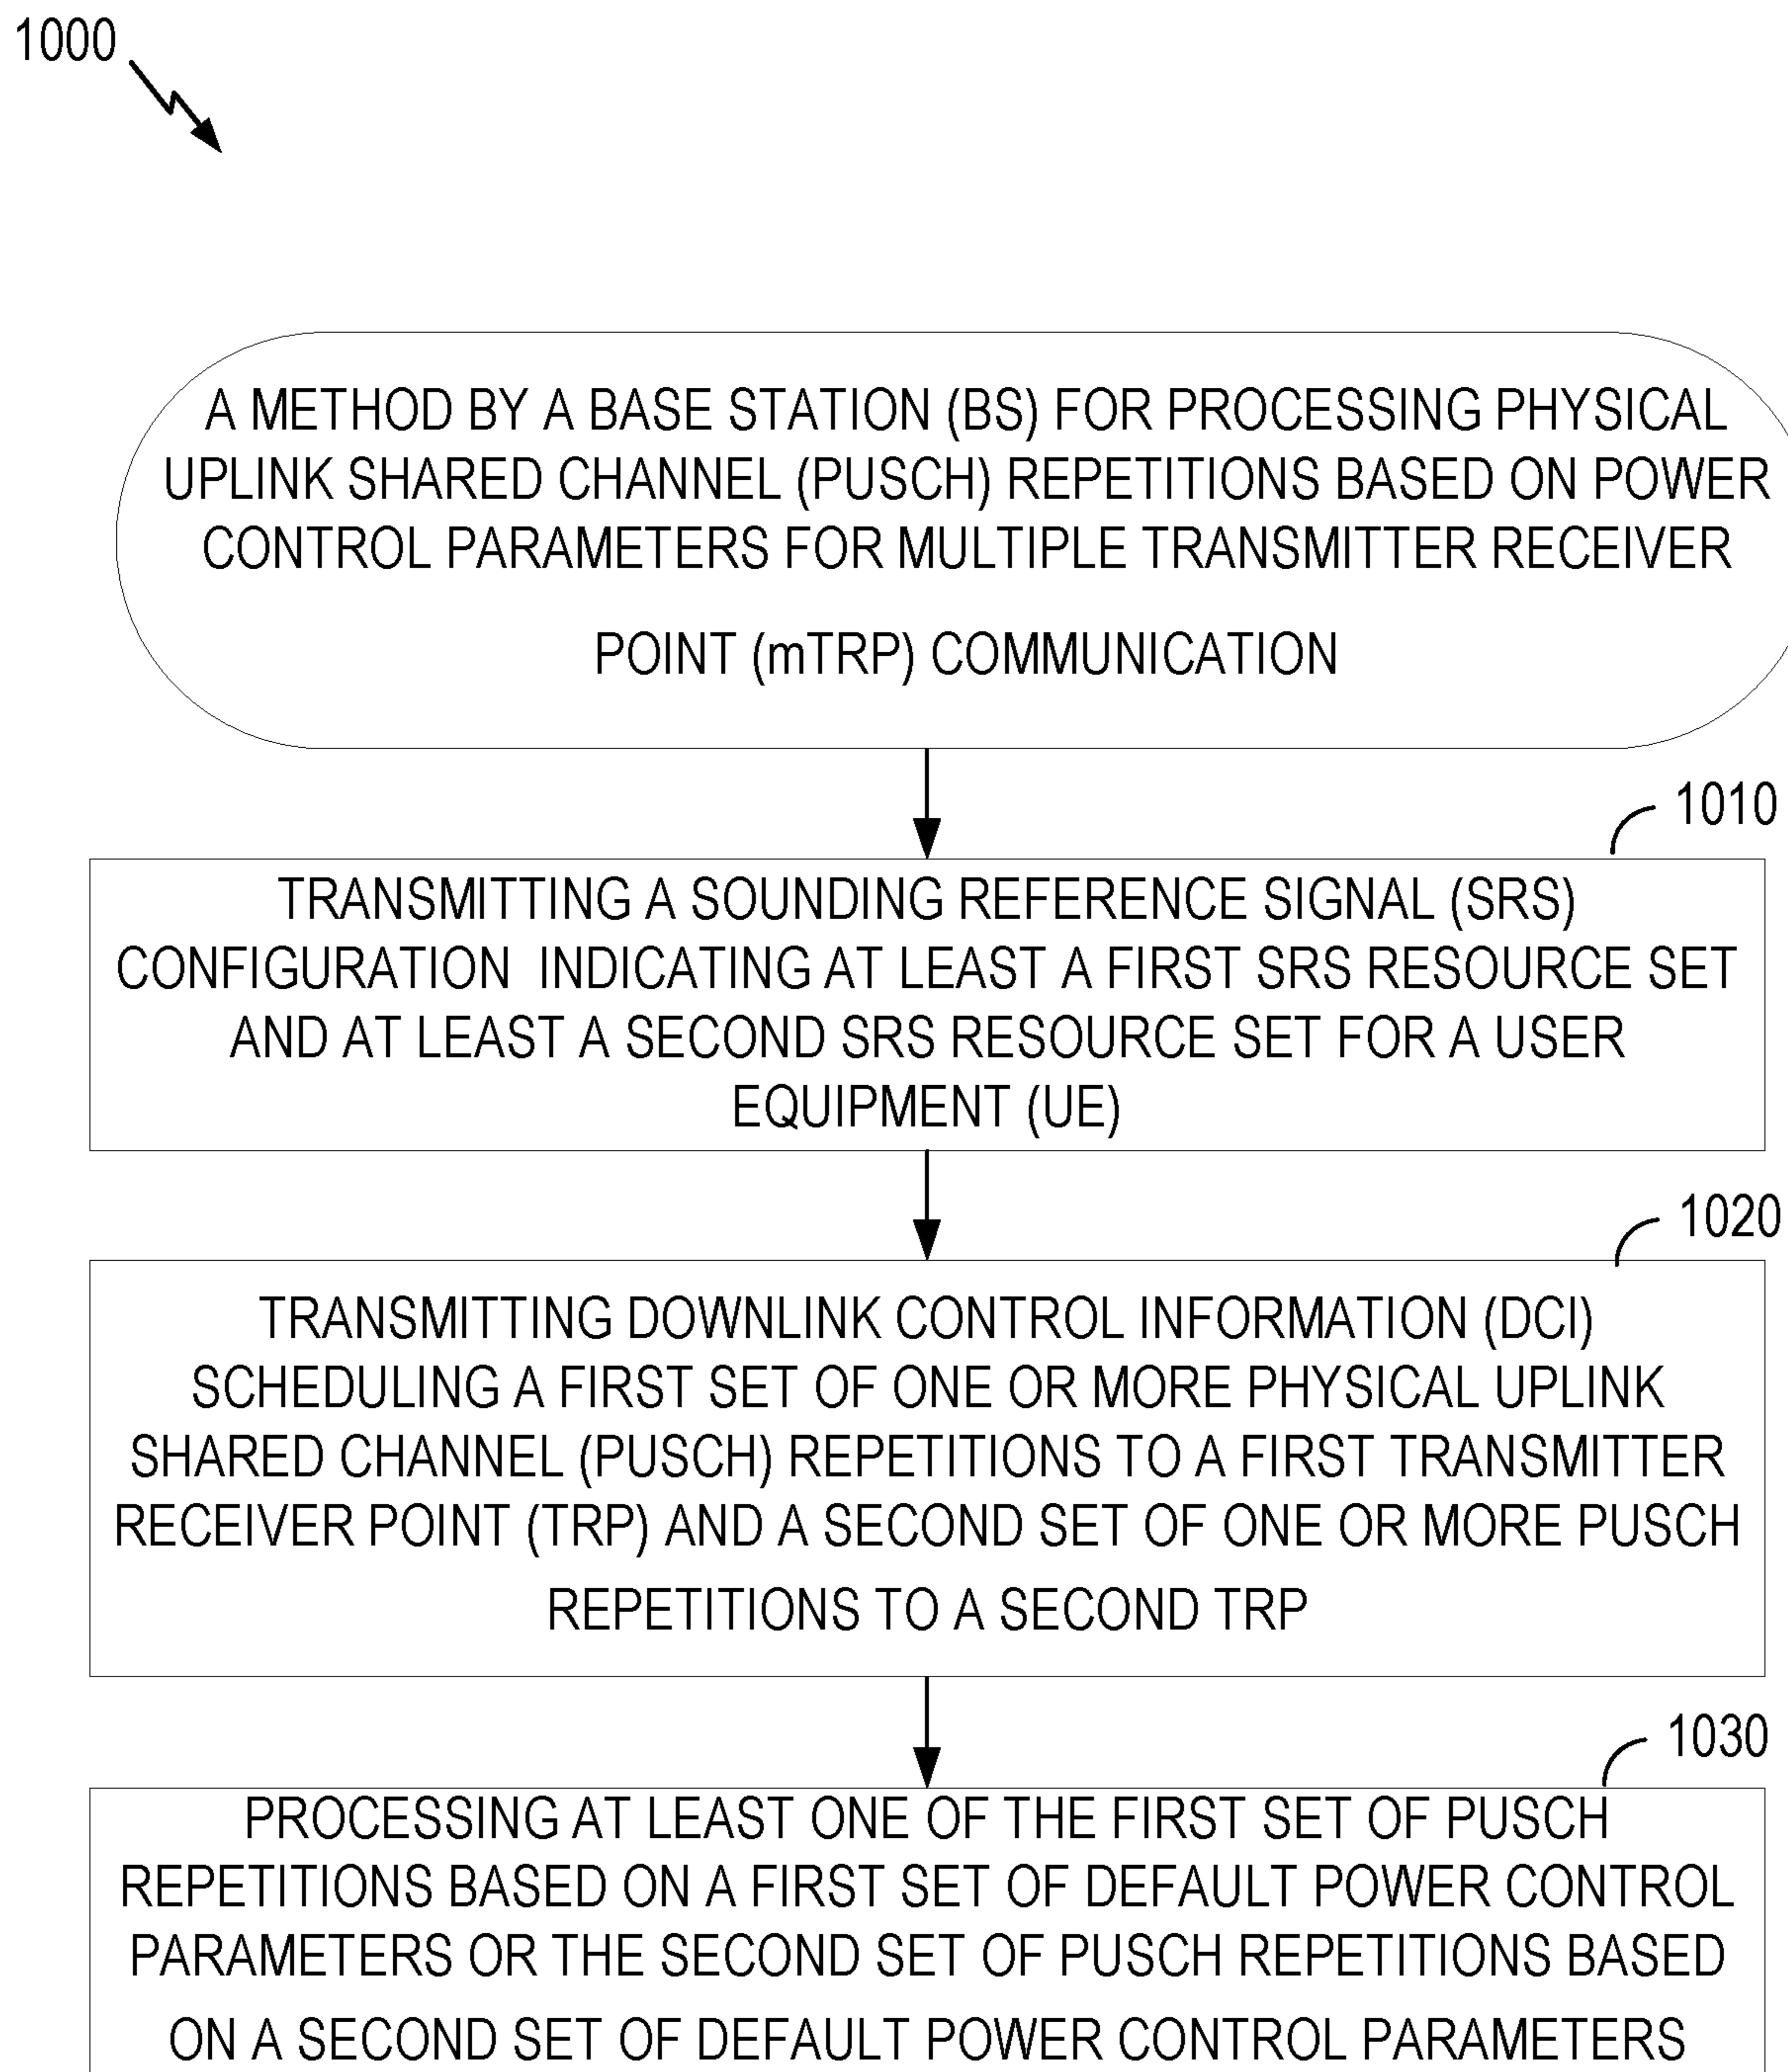 1000
A METHOD BY A BASE STATION (BS) FOR PROCESSING PHYSICAL
UPLINK SHARED CHANNEL (PUSCH) REPETITIONS BASED ON POWER
CONTROL PARAMETERS FOR MULTIPLE TRANSMITTER RECEIVER
POINT (mTRP) COMMUNICATION
1010
TRANSMITTING A SOUNDING REFERENCE SIGNAL (SRS)
CONFIGURATION INDICATING AT LEAST A FIRST SRS RESOURCE SET
AND AT LEAST A SECOND SRS RESOURCE SET FOR A USER
EQUIPMENT (UE)
1020
TRANSMITTING DOWNLINK CONTROL INFORMATION (DCI)
SCHEDULING A FIRST SET OF ONE OR MORE PHYSICAL UPLINK
SHARED CHANNEL (PUSCH) REPETITIONS TO A FIRST TRANSMITTER
RECEIVER POINT (TRP) AND A SECOND SET OF ONE OR MORE PUSCH
REPETITIONS TO A SECOND TRP
1030
PROCESSING AT LEAST ONE OF THE FIRST SET OF PUSCH
REPETITIONS BASED ON A FIRST SET OF DEFAULT POWER CONTROL
PARAMETERS OR THE SECOND SET OF PUSCH REPETITIONS BASED
ON A SECOND SET OF DEFAULT POWER CONTROL PARAMETERS